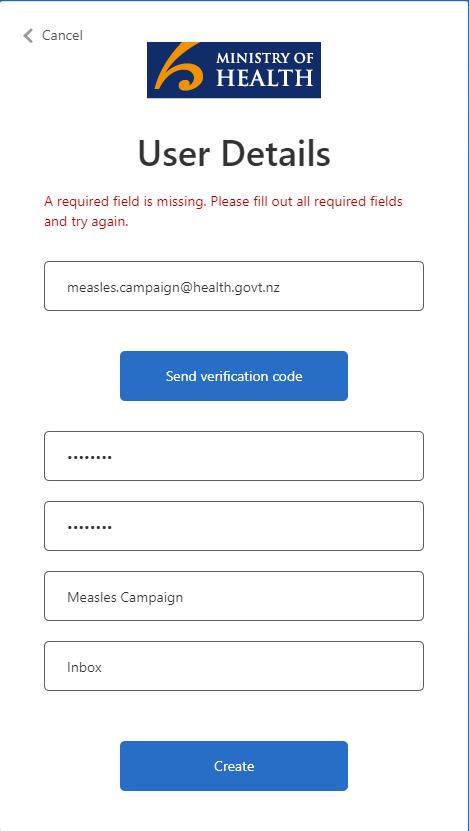 Cancel
MINISTRY OF
HEALTH
User Details
A required field is missing. Please fill out all required fields
and try again.
measles.campaign@health.govt.nz
Send verification code
••••••••
••••••••
Measles Campaign
Inbox
Create